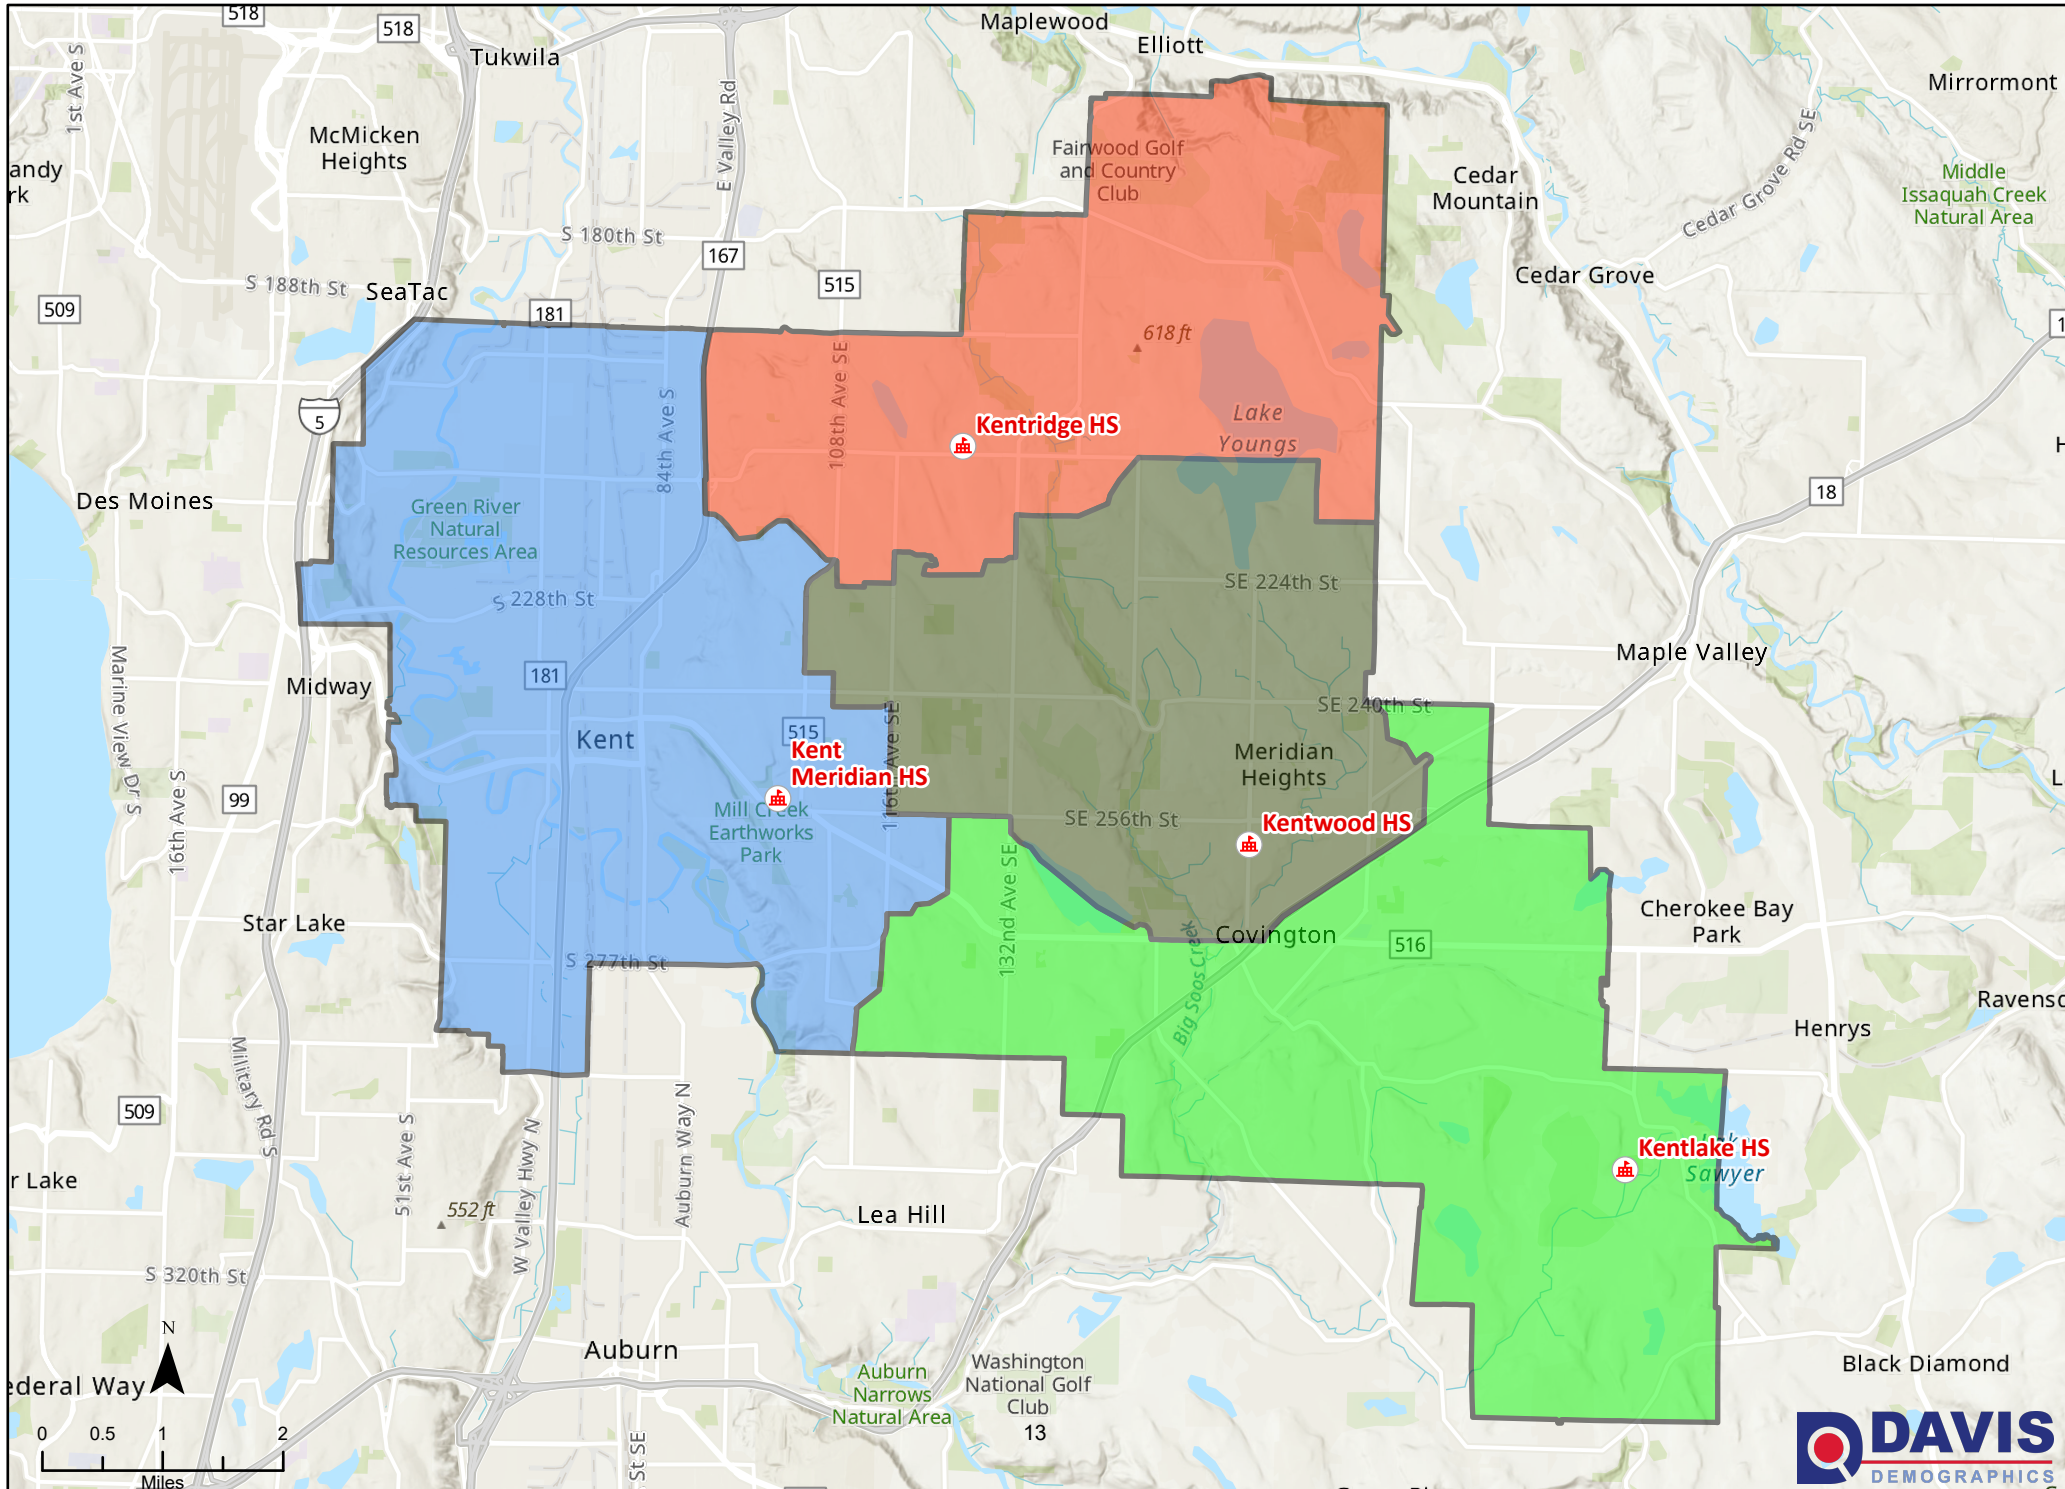 518
518
Tukwila
Maplewood
Elliott
Mirrormont
1st Ave S
McMicken
Heights
E Valley Rd
Fairwood Golf
and Country
Club
Cedar
Mountain
Cedar Grove Rd SE
Middle
Issaquah Creek
Natural Area
andy
rk
S 180th St
167
515
S 188th St
SeaTac
509
181
Cedar Grove
618 ft
5
108th Ave SE
84th Ave S
Kentridge HS
Lake
Youngs
18
Des Moines
Green River
Natural
Resources Area
S 228th St
SE 224th St
Maple Valley
Marine View Dr S
Midway
181
Kent
515
116th Ave SE
SE 240th St
Kent
Meridian HS
Meridian
Heights
99
16th Ave S
Mill Creek
Earthworks
Park
SE 256th St
Kentwood HS
132nd Ave SE
Star Lake
S 277th St
Big Soos Creek
Covington
516
Cherokee Bay
Park
Ravensd
Henrys
509
Military Rd S
51st Ave S
W Valley Hwy N
Auburn Way N
r Lake
552 ft
Lea Hill
Kentlake HS
Lake
Sawyer
S 320th St
N
Auburn
ederal Way
Auburn
Narrows
Natural Area
Washington
National Golf
Club
13
Black Diamond
0 0.5 1 2
Miles
St SE
DAVIS
DEMOGRAPHICS